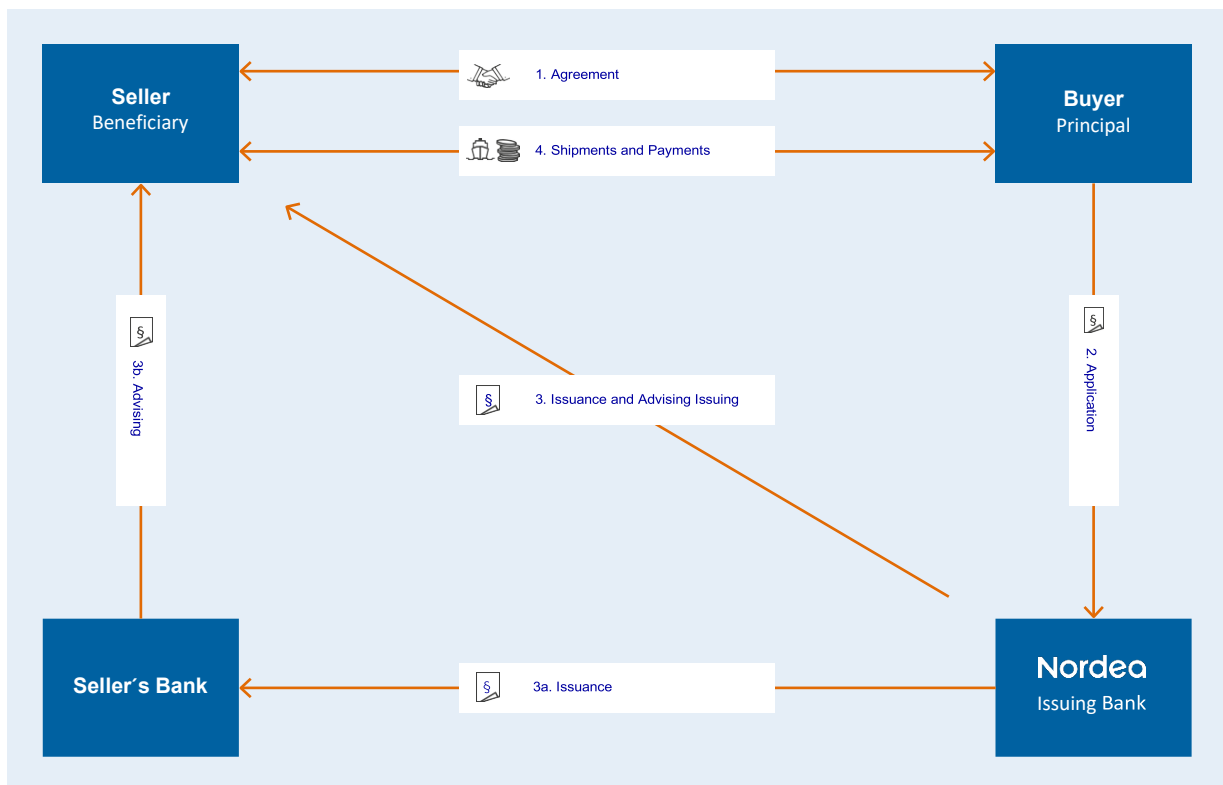 Seller
Beneficiary
1. Agreement
Buyer
Principal
4. Shipments and Payments
§
3b. Advising
§
3. Issuance and Advising Issuing
§
2. Application
Seller´s Bank
§
3a. Issuance
Nordea
Issuing Bank